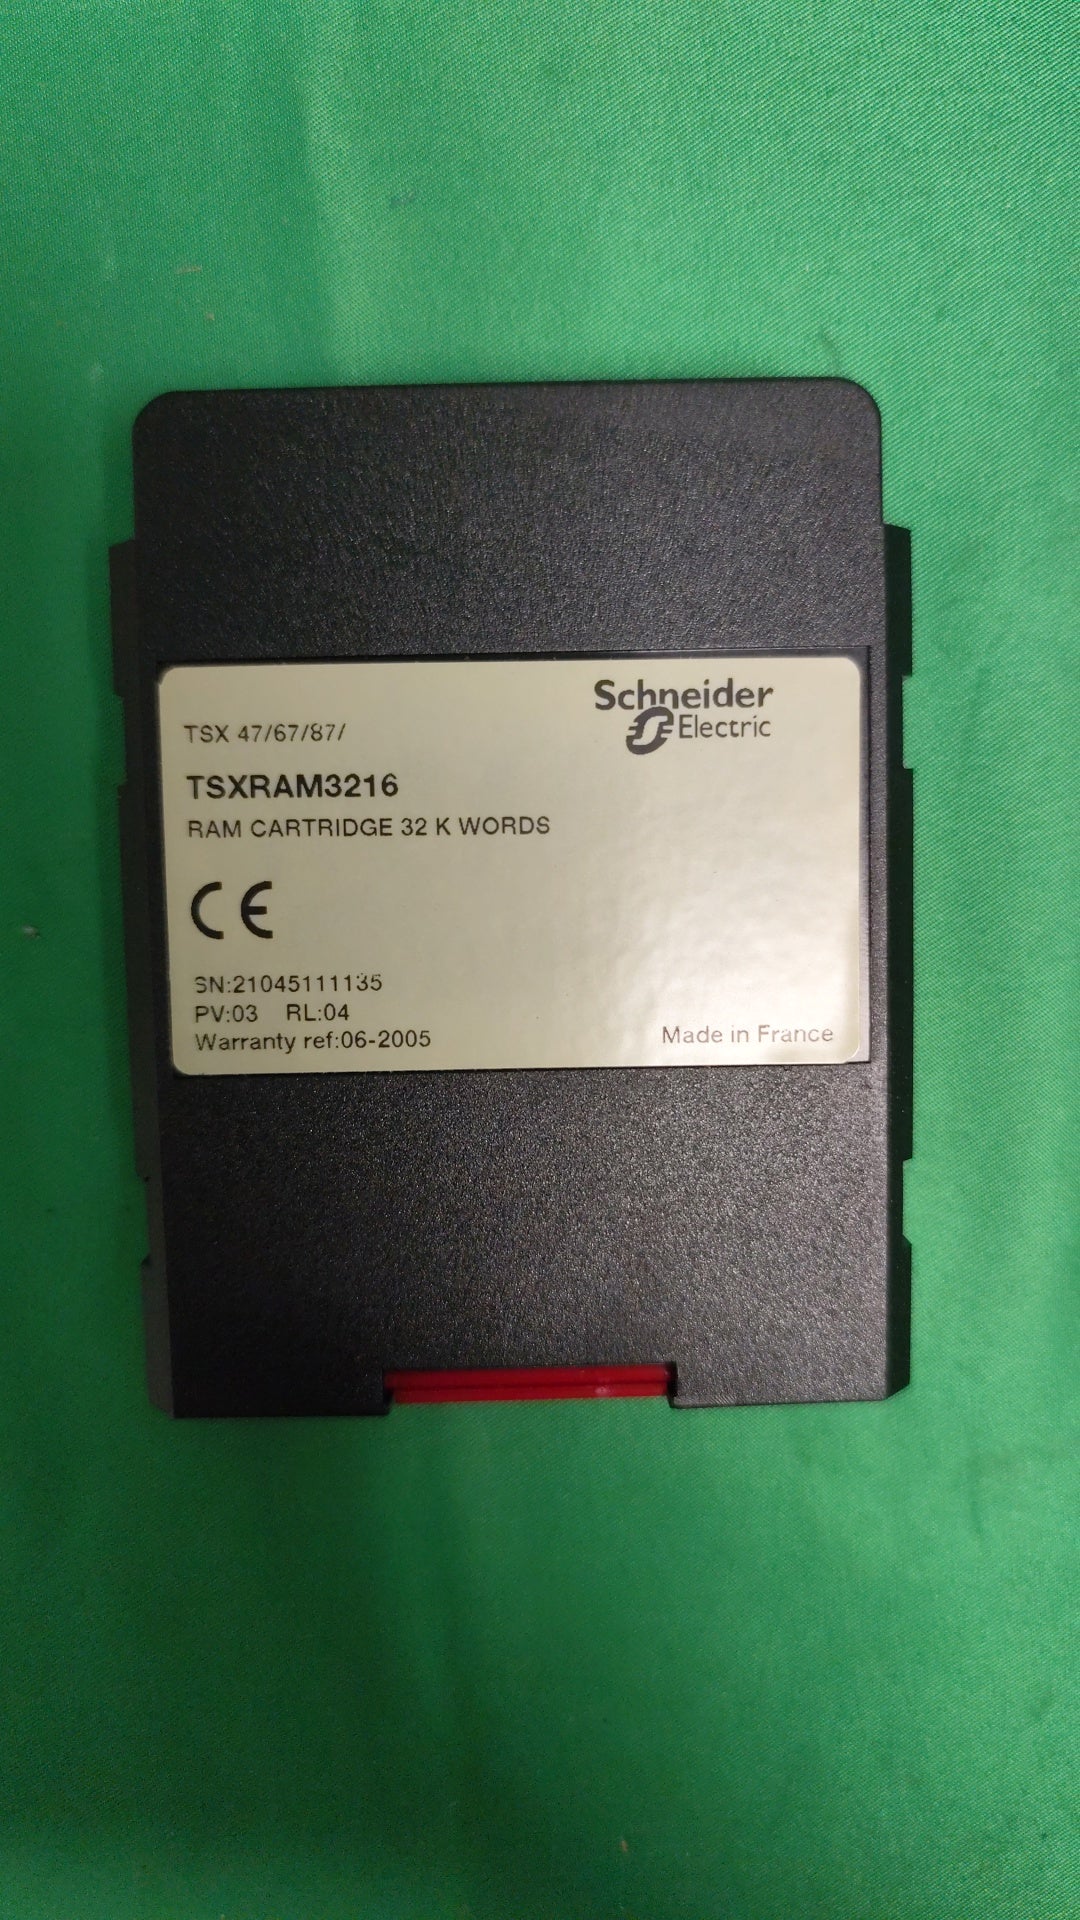 Schneider
Electric
TSX 47/67/87/
TSXRAM3216
RAM CARTRIDGE 32 K WORDS
CE
SN:21045111135
PV:03 RL:04
Warranty ref:06-2005
Made in France